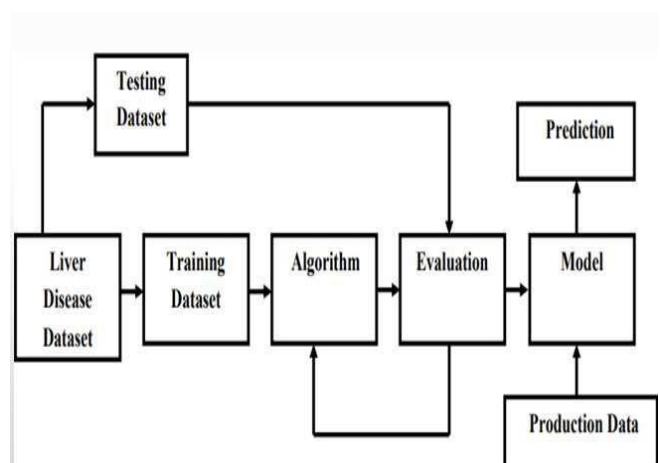 Testing
Dataset
Prediction
Liver
Disease
Dataset
Training
Dataset
Algorithm
Evaluation
Model
Production Data